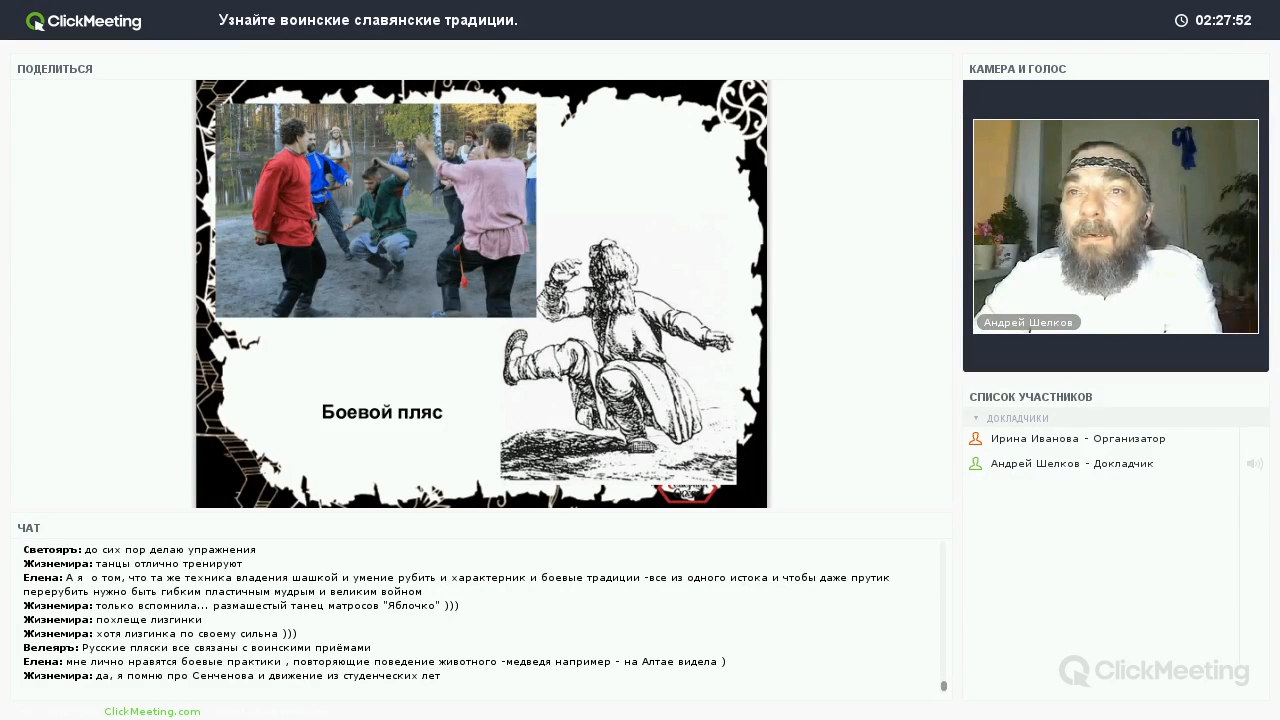 ClickMeeting
Узнайте воинские славянские традиции.
02:27:52
ПОДЕЛИТЬСЯ
Боевой пляс
КАМЕРА И ГОЛОС
Андрей Шелков
СПИСОК УЧАСТНИКОВ
ДОКЛАДЧИКИ
Ирина Иванова - Организатор
Андрей Шелков - Докладчик
ЧАТ
Светояръ: до сих пор делаю упражнения
Жизнемира: танцы отлично тренируют
Елена: А я о том, что та же техника владения шашкой и умение рубить и характерник и боевые традиции -все из одного истока и чтобы даже прутик
перерубить нужно быть гибким пластичным мудрым и великим войном
Жизнемира: только вспомнила... размашестый танец матросов "Яблочко" )))
Жизнемира: похлеще лизгинки
Жизнемира: хотя лизгинка по своему сильна )))
Велеяръ: Русские пляски все связаны с воинскими приёмами
Елена: мне лично нравятся боевые практики , повторяющие поведение животного -медведя например - на Алтае видела )
Жизнемира: да, я помню про Сенченова и движение из студенческих лет
ClickMeeting
ClickMeeting.com